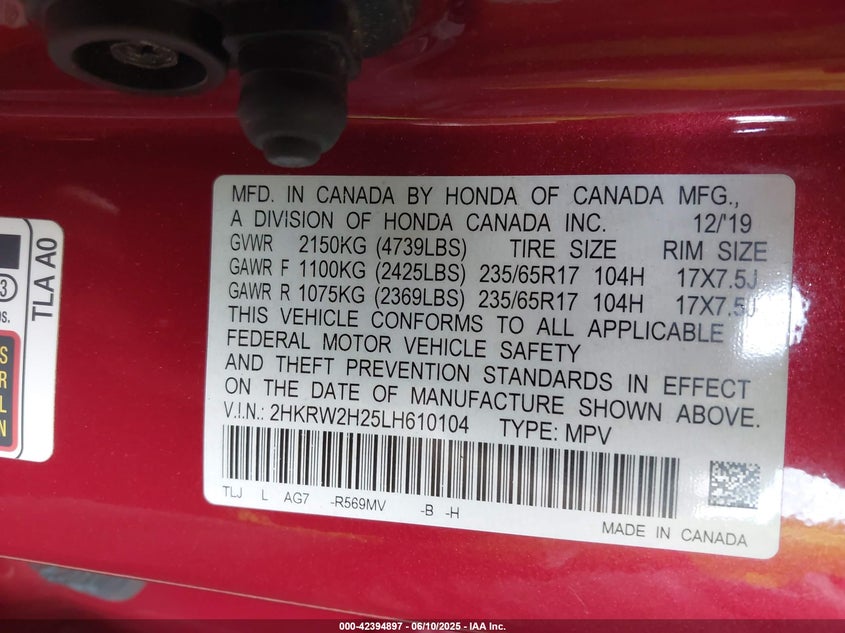 MFD. IN CANADA BY HONDA OF CANADA MFG.,
A DIVISION OF HONDA CANADA INC. 12/'19
GVWR 2150KG (4739LBS) TIRE SIZE RIM SIZE
GAWR F 1100KG (2425LBS) 235/65R17 104H 17X7.5J
GAWR R 1075KG (2369LBS) 235/65R17 104H 17X7.5J
THIS VEHICLE CONFORMS TO ALL APPLICABLE
FEDERAL MOTOR VEHICLE SAFETY
AND THEFT PREVENTION STANDARDS IN EFFECT
ON THE DATE OF MANUFACTURE SHOWN ABOVE.
V.I.N.: 2HKRW2H25LH610104 TYPE: MPV
TLJ L AG7 -R569MV -B -H
MADE IN CANADA
TLA A0
3
000-42394897 - 06/10/2025 - IAA Inc.